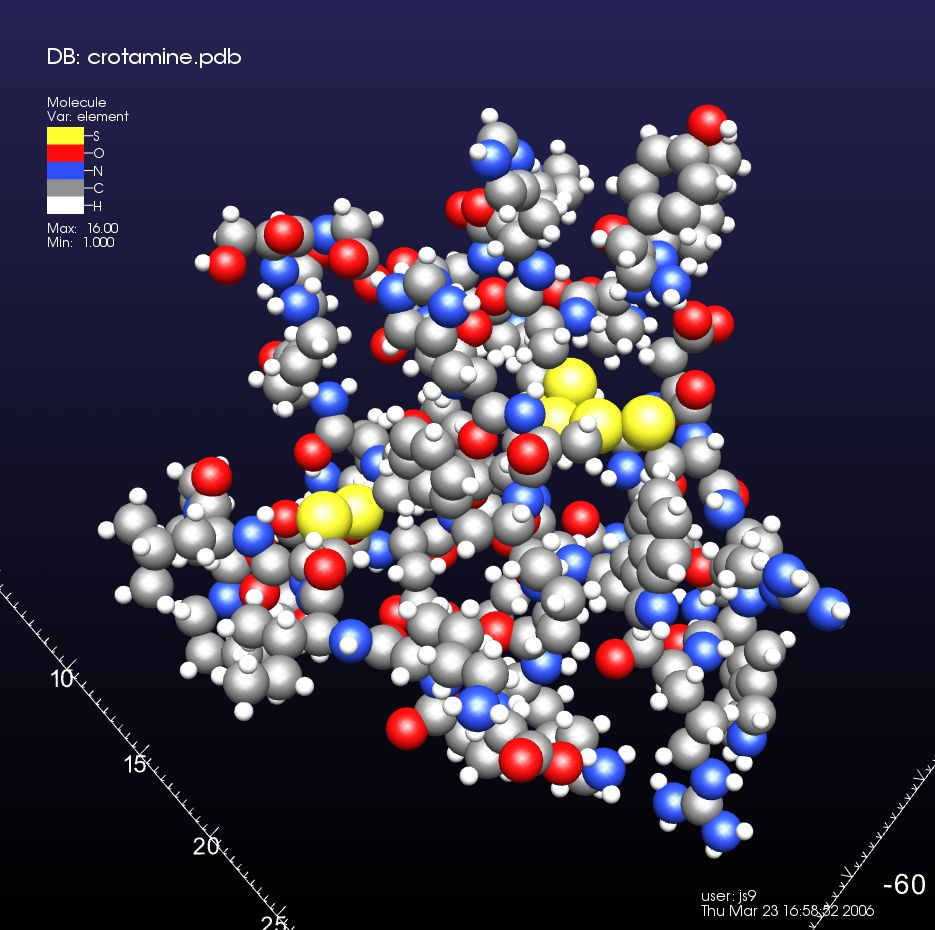 DB: crotamine.pdb
Molecule
Var: element
S
O
N
C
H
Max: 16.00
Min: 1.000
10
15
20
25
-60
user: js9
Thu Mar 23 16:58:52 2006